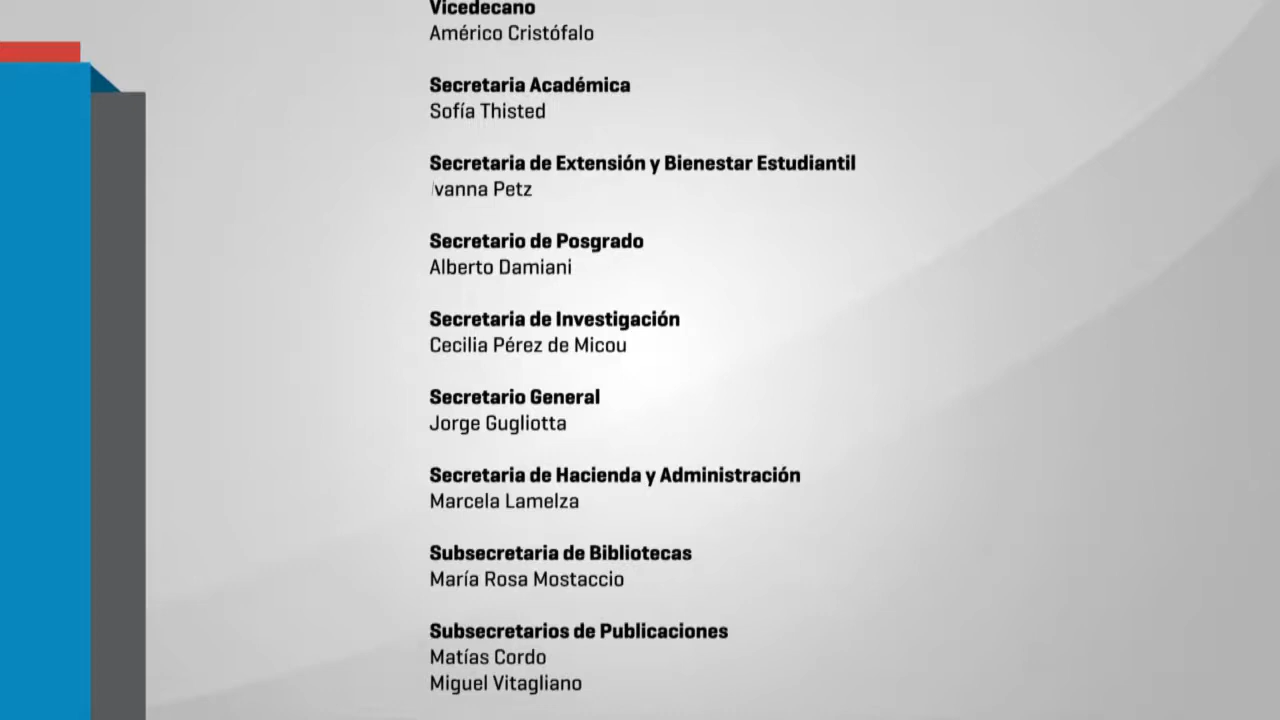 Vicedecano
Américo Cristófalo
Secretaria Académica
Sofía Thisted
Secretaria de Extensión y Bienestar Estudiantil
Ivanna Petz
Secretario de Posgrado
Alberto Damiani
Secretaria de Investigación
Cecilia Pérez de Micou
Secretario General
Jorge Gugliotta
Secretaria de Hacienda y Administración
Marcela Lamelza
Subsecretaria de Bibliotecas
María Rosa Mostaccio
Subsecretarios de Publicaciones
Matías Cordo
Miguel Vitagliano